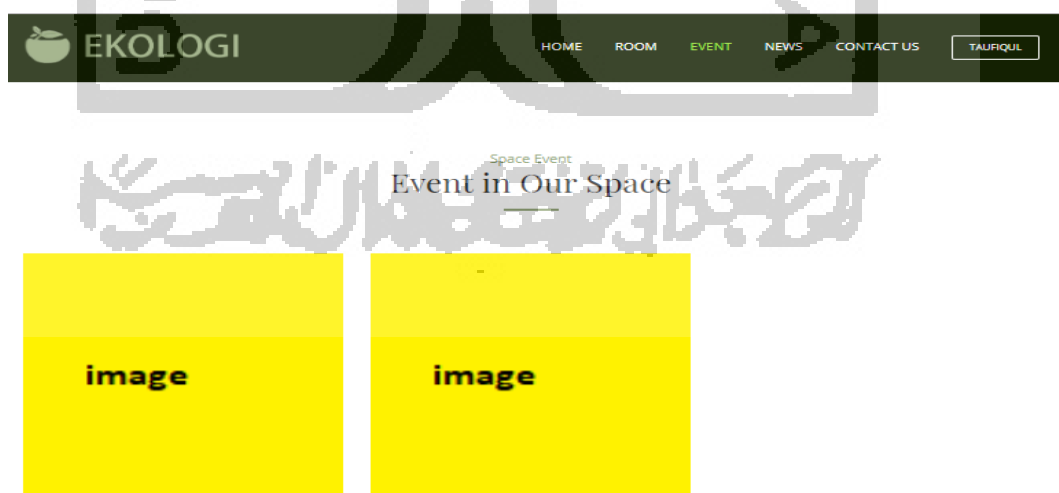 EKOLOGI
HOME ROOM EVENT NEWS CONTACT US TAUFIQUL
Space Event
Event in Our Space
image image